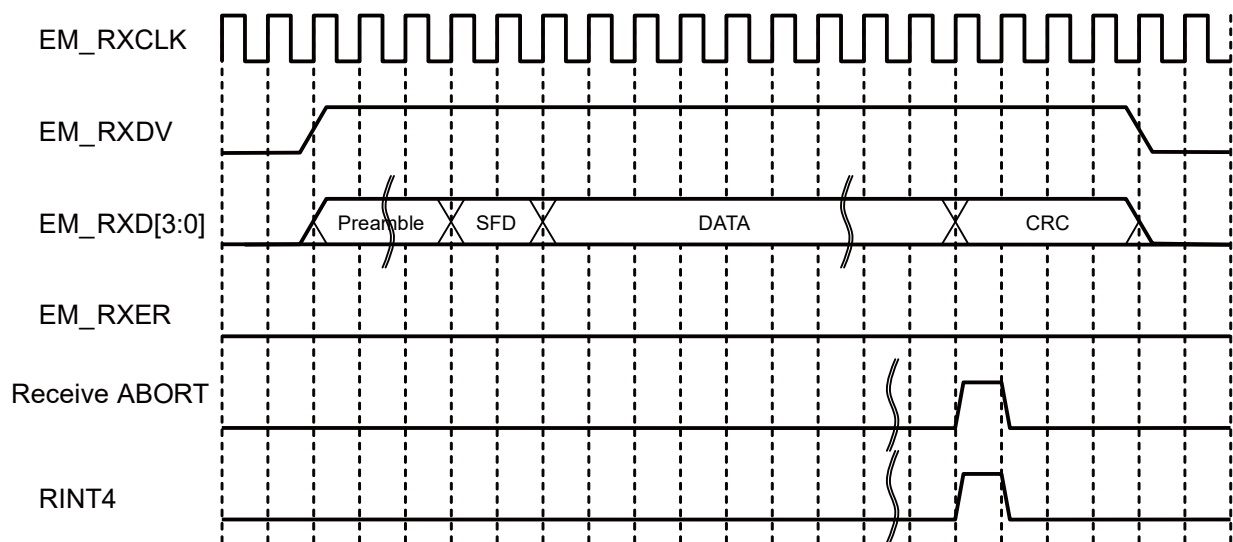 EM_RXCLK
EM_RXDV
EM_RXD[3:0] Preamble SFD DATA CRC
EM_RXER
Receive ABORT
RINT4